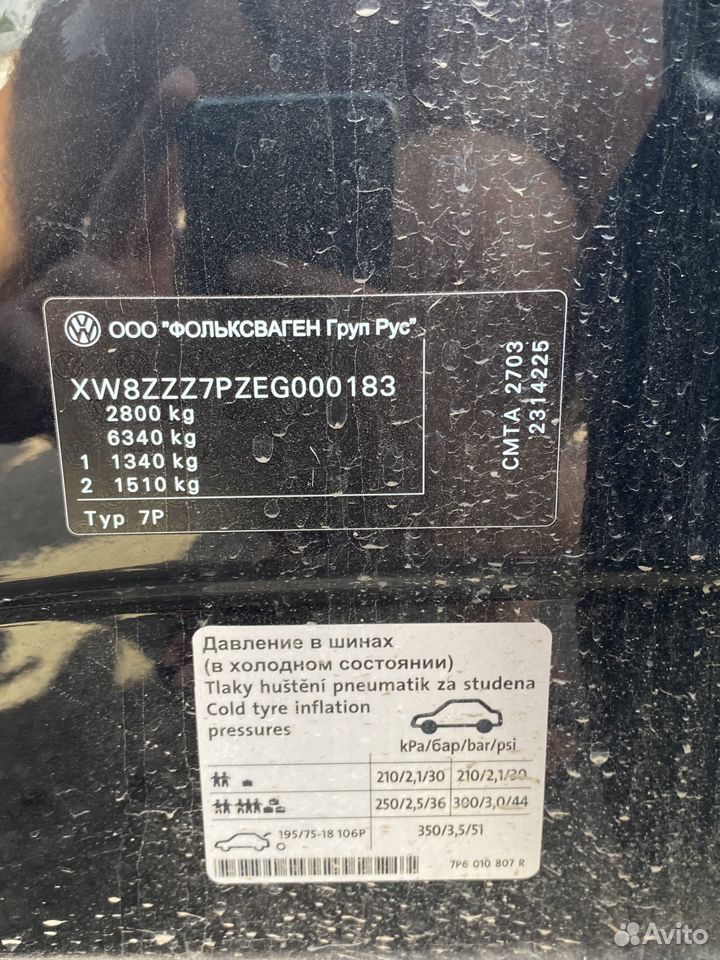 ООО "ФОЛЬКСВАГЕН Груп Рус"
XW8ZZZ7PZEG000183
2800 kg
6340 kg
1 1340 kg
2 1510 kg
Typ 7P
CMTA 2703
2314225
Давление в шинах
(в холодном состоянии)
Tlaky huštění pneumatik za studena
Cold tyre inflation
pressures
kPa/бар/bar/psi
210/2,1/30 210/2,1/30
250/2,5/36 300/3,0/44
195/75-18 106P 350/3,5/51
7P6 010 807 R
Avito